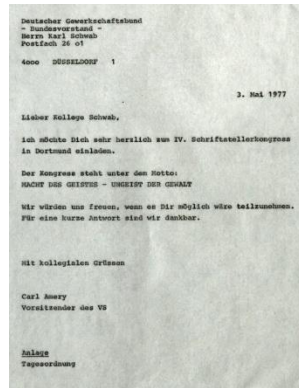 Deutscher Gewerkschaftsbund
- Bundesvorstand -
Herrn Karl Schwab
Postfach 26 o1
4ooo DÜSSELDORF 1
3. Mai 1977
Lieber Kollege Schwab,
ich möchte Dich sehr herzlich zum IV. Schriftstellerkongress
in Dortmund einladen.
Der Kongress steht unter dem Motto:
MACHT DES GEISTES - UNGEIST DER GEWALT
Wir würden uns freuen, wenn es Dir möglich wäre teilzunehmen.
Für eine kurze Antwort sind wir dankbar.
Mit kollegialen Grüssen
Carl Amery
Vorsitzender des VS
Anlage
Tagesordnung